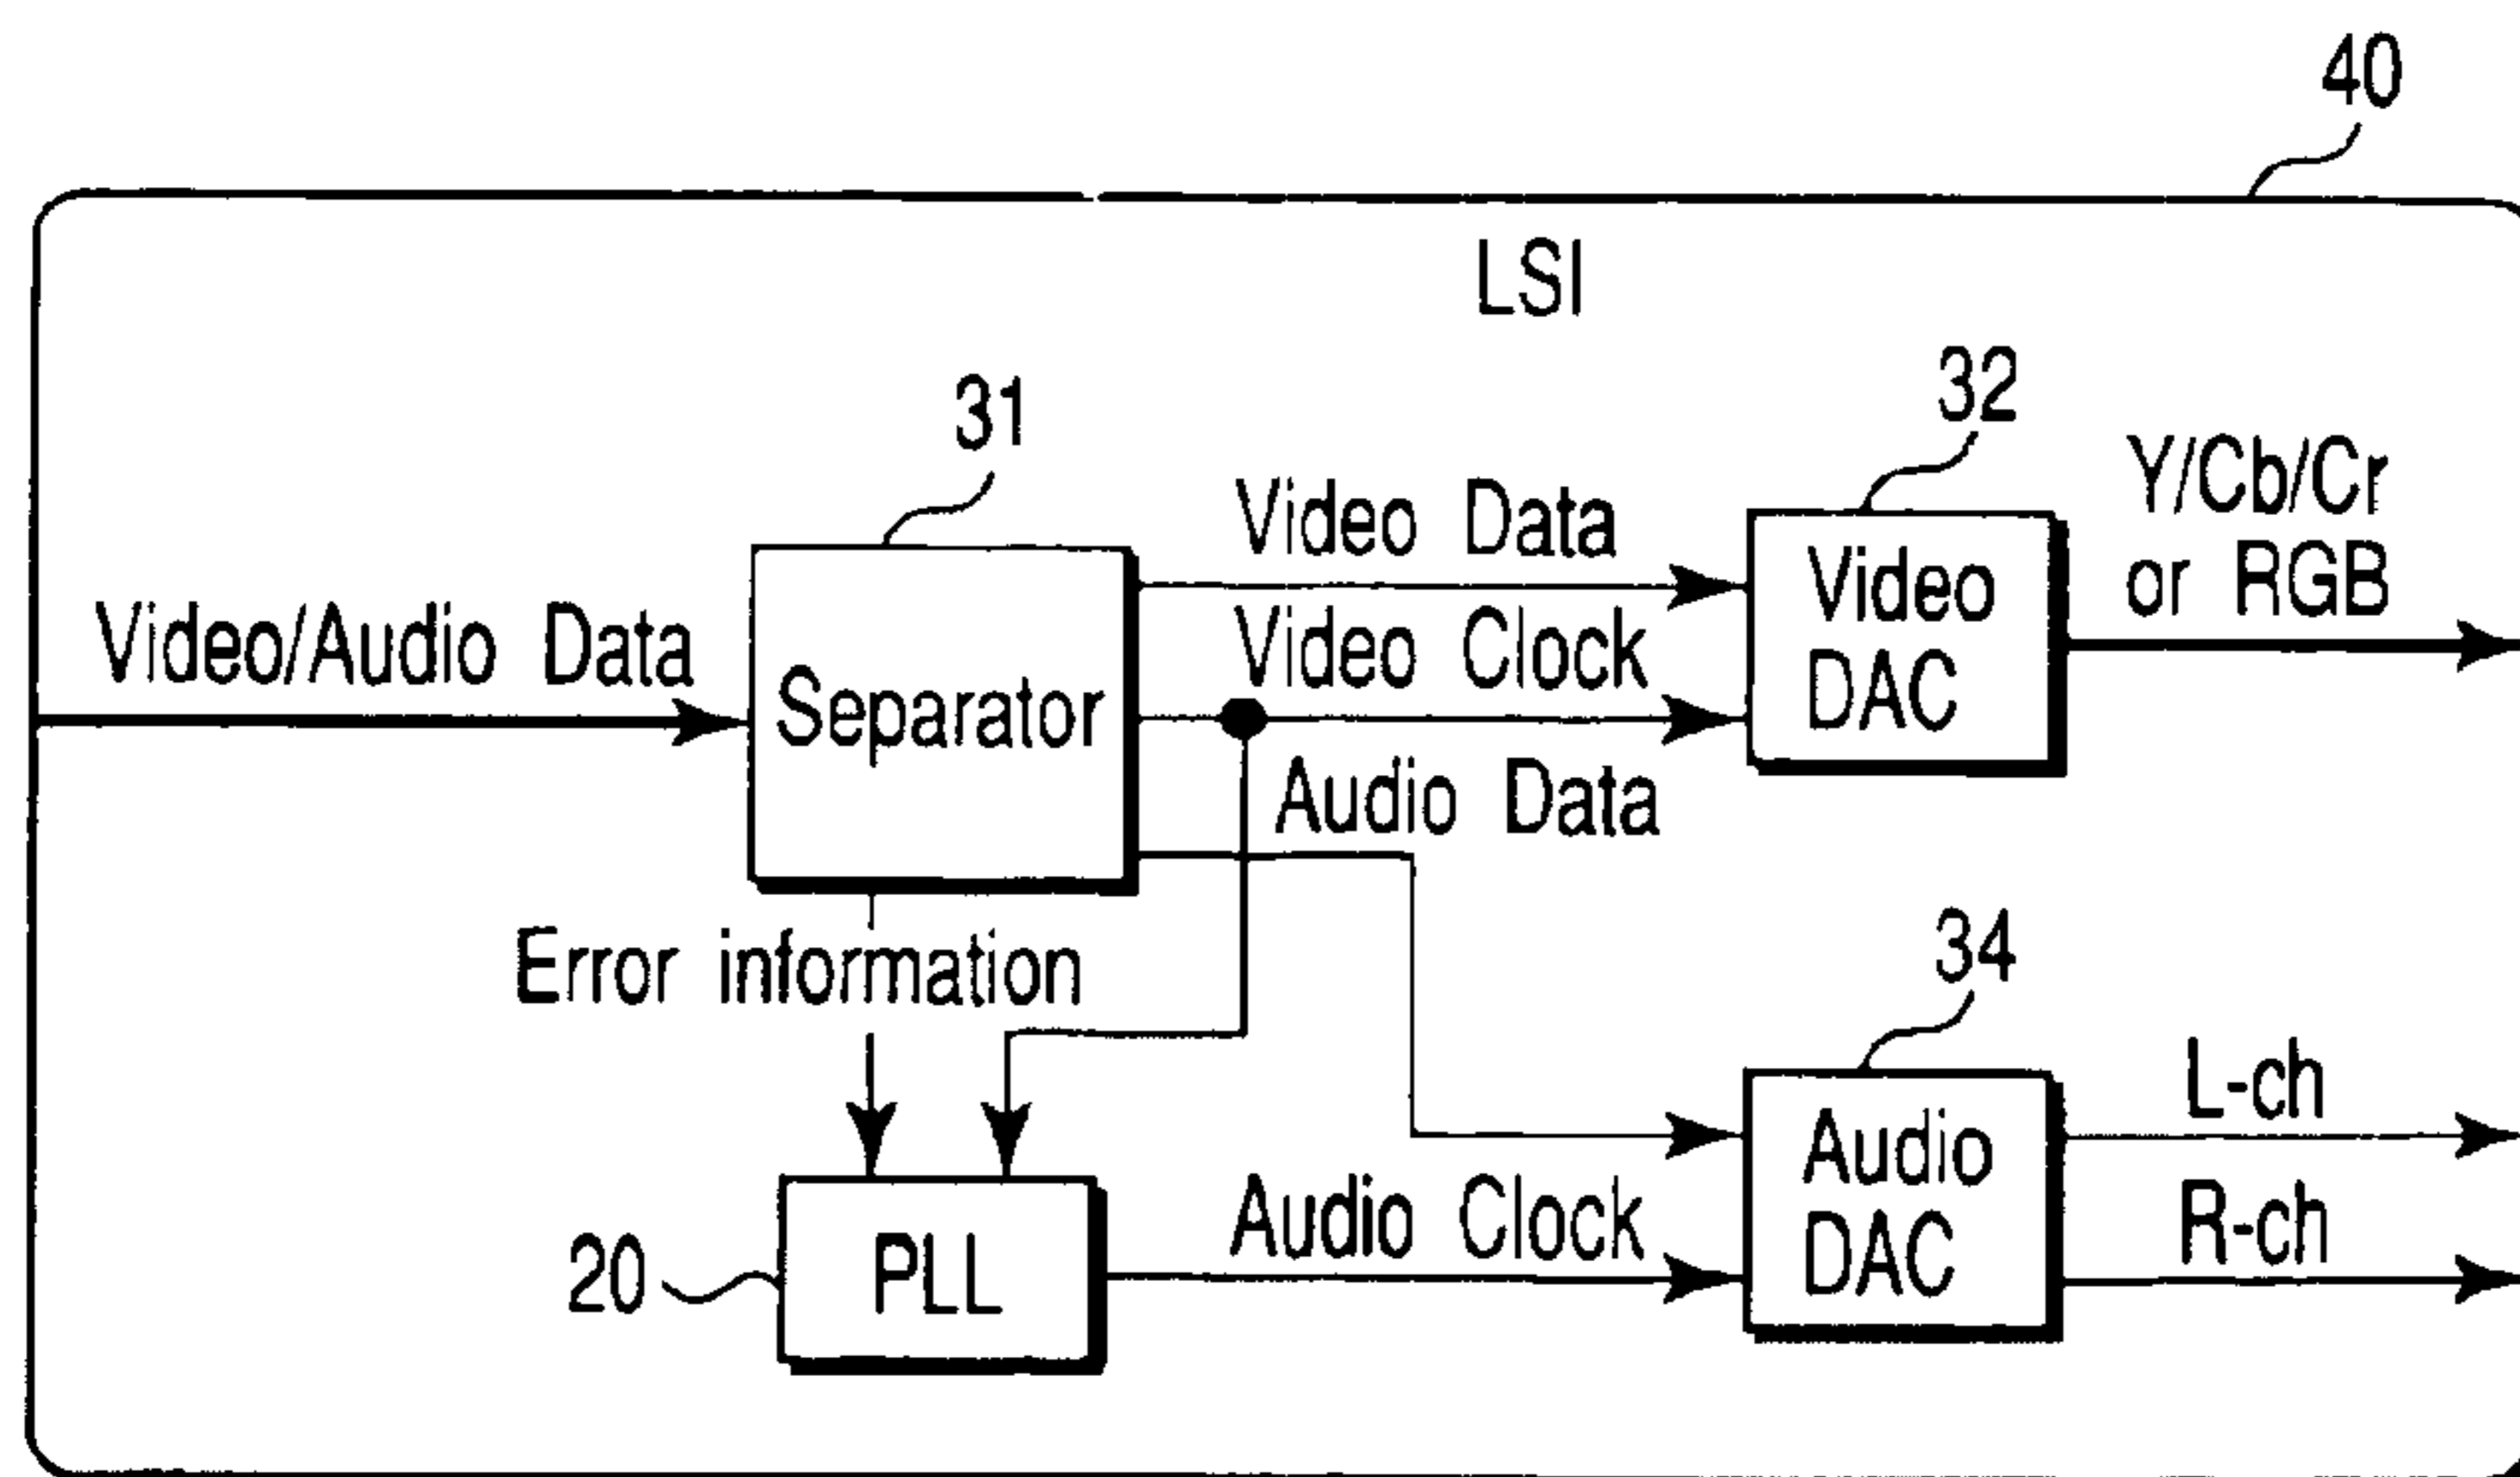 40
LSI
31
32
Video Data
Y/Cb/Cr
or RGB
Video/Audio Data
Separator
Video Clock
Video
DAC
Audio Data
Error information
34
L-ch
Audio
DAC
R-ch
20
PLL
Audio Clock